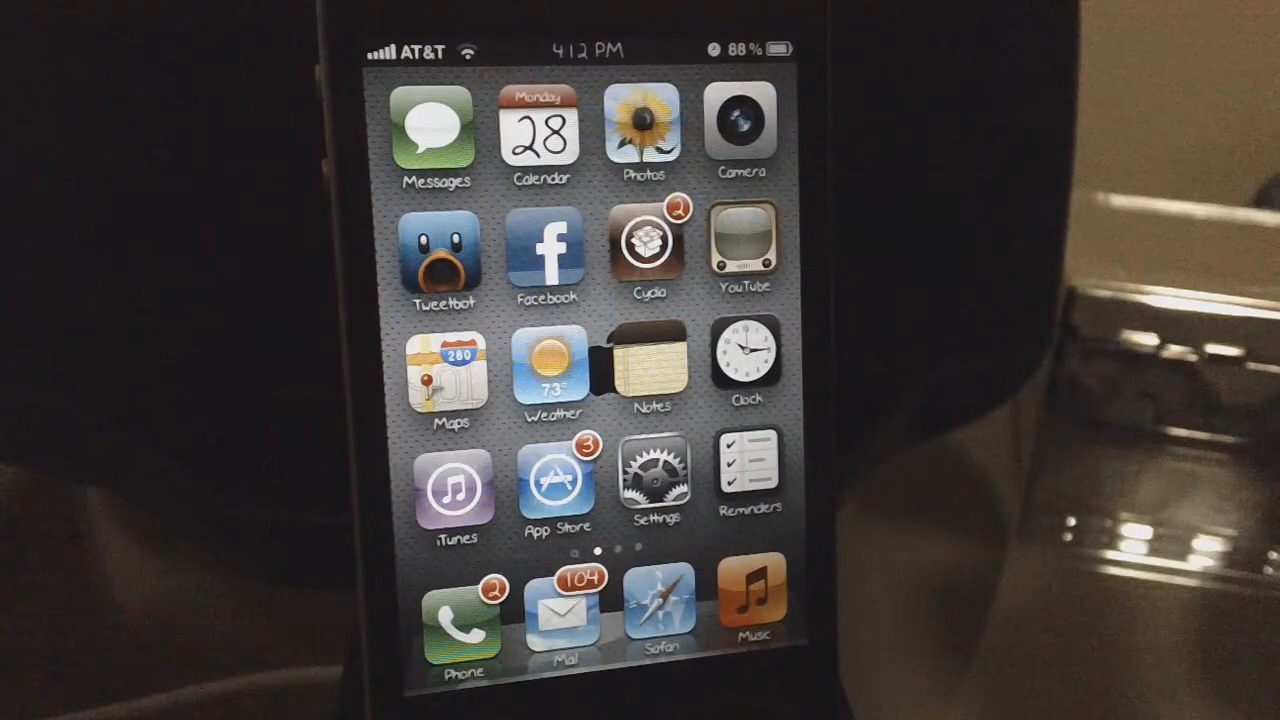 AT&T 4:12 PM 88%
Monday
28
Messages Calendar Photos Camera
2
Tweetbot Facebook Cydia YouTube
280
73°
Maps Weather Notes Clock
3
iTunes App Store Settings Reminders
2 104
Phone Mail Safari Music